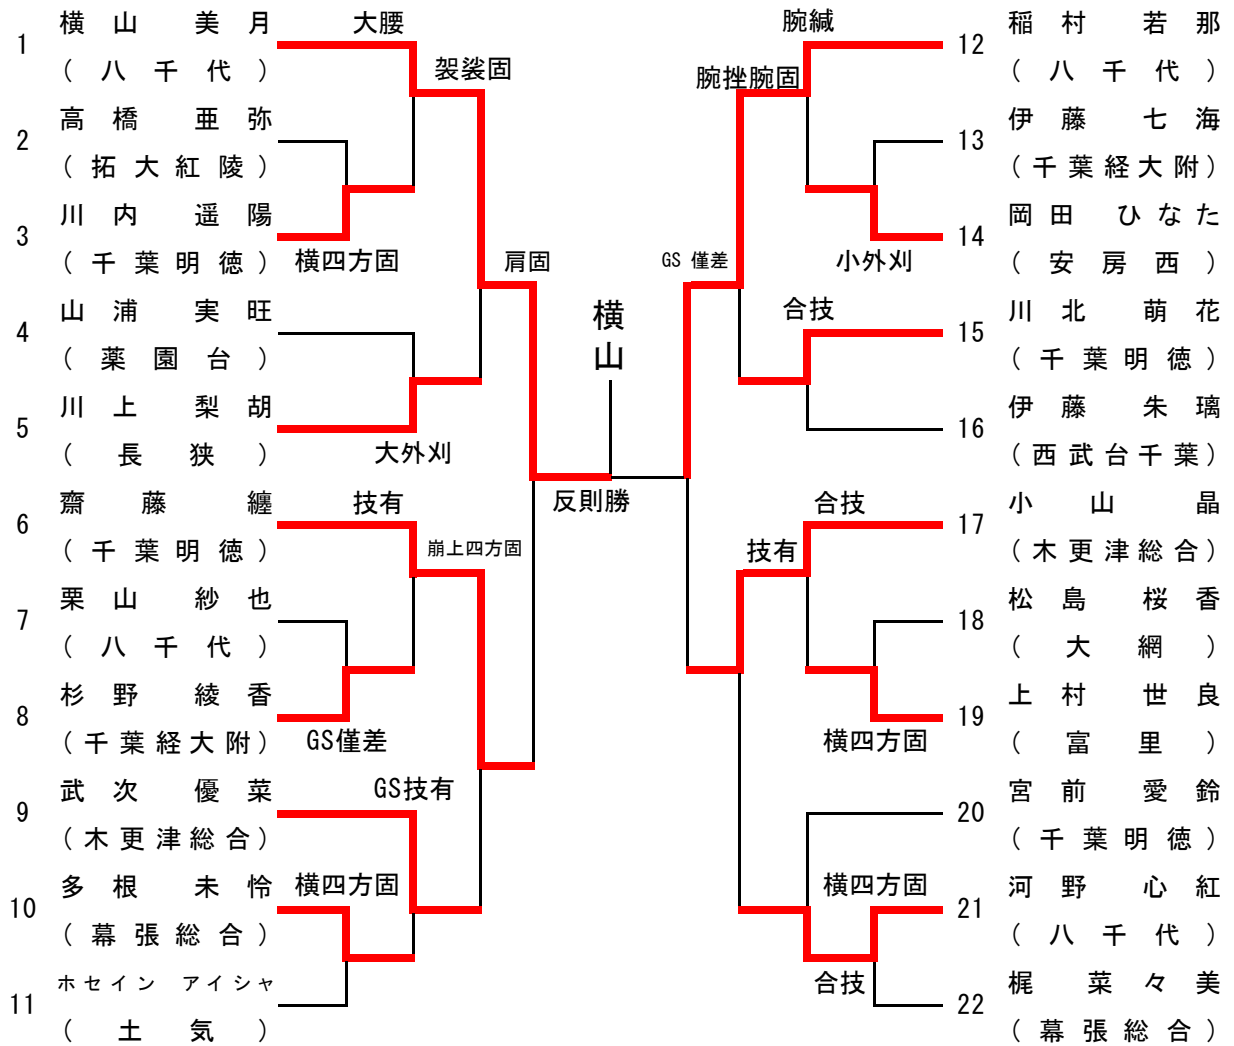 1 横山 美月
(八千代)
2 高橋 亜弥
(拓大紅陵)
3 川内 遥陽
(千葉明徳)
4 山浦 実旺
(薬園台)
5 川上 梨胡
(長狭)
6 齋藤 纏
(千葉明徳)
7 栗山 紗也
(八千代)
8 杉野 綾香
(千葉経大附)
9 武次 優菜
(木更津総合)
10 多根 未怜
(幕張総合)
11 ホセイン アイシャ
(土気)
大腰
袈裟固
横四方固
肩固
大外刈
技有
崩上四方固
GS僅差
GS技有
横四方固
横山
反則勝
腕緘
腕挫腕固
GS 僅差
小外刈
合技
合技
技有
横四方固
横四方固
合技
12 稲村 若那
(八千代)
13 伊藤 七海
(千葉経大附)
14 岡田 ひなた
(安房西)
15 川北 萌花
(千葉明徳)
16 伊藤 朱璃
(西武台千葉)
17 小山 晶
(木更津総合)
18 松島 桜香
(大網)
19 上村 世良
(富里)
20 宮前 愛鈴
(千葉明徳)
21 河野 心紅
(八千代)
22 梶 菜々美
(幕張総合)